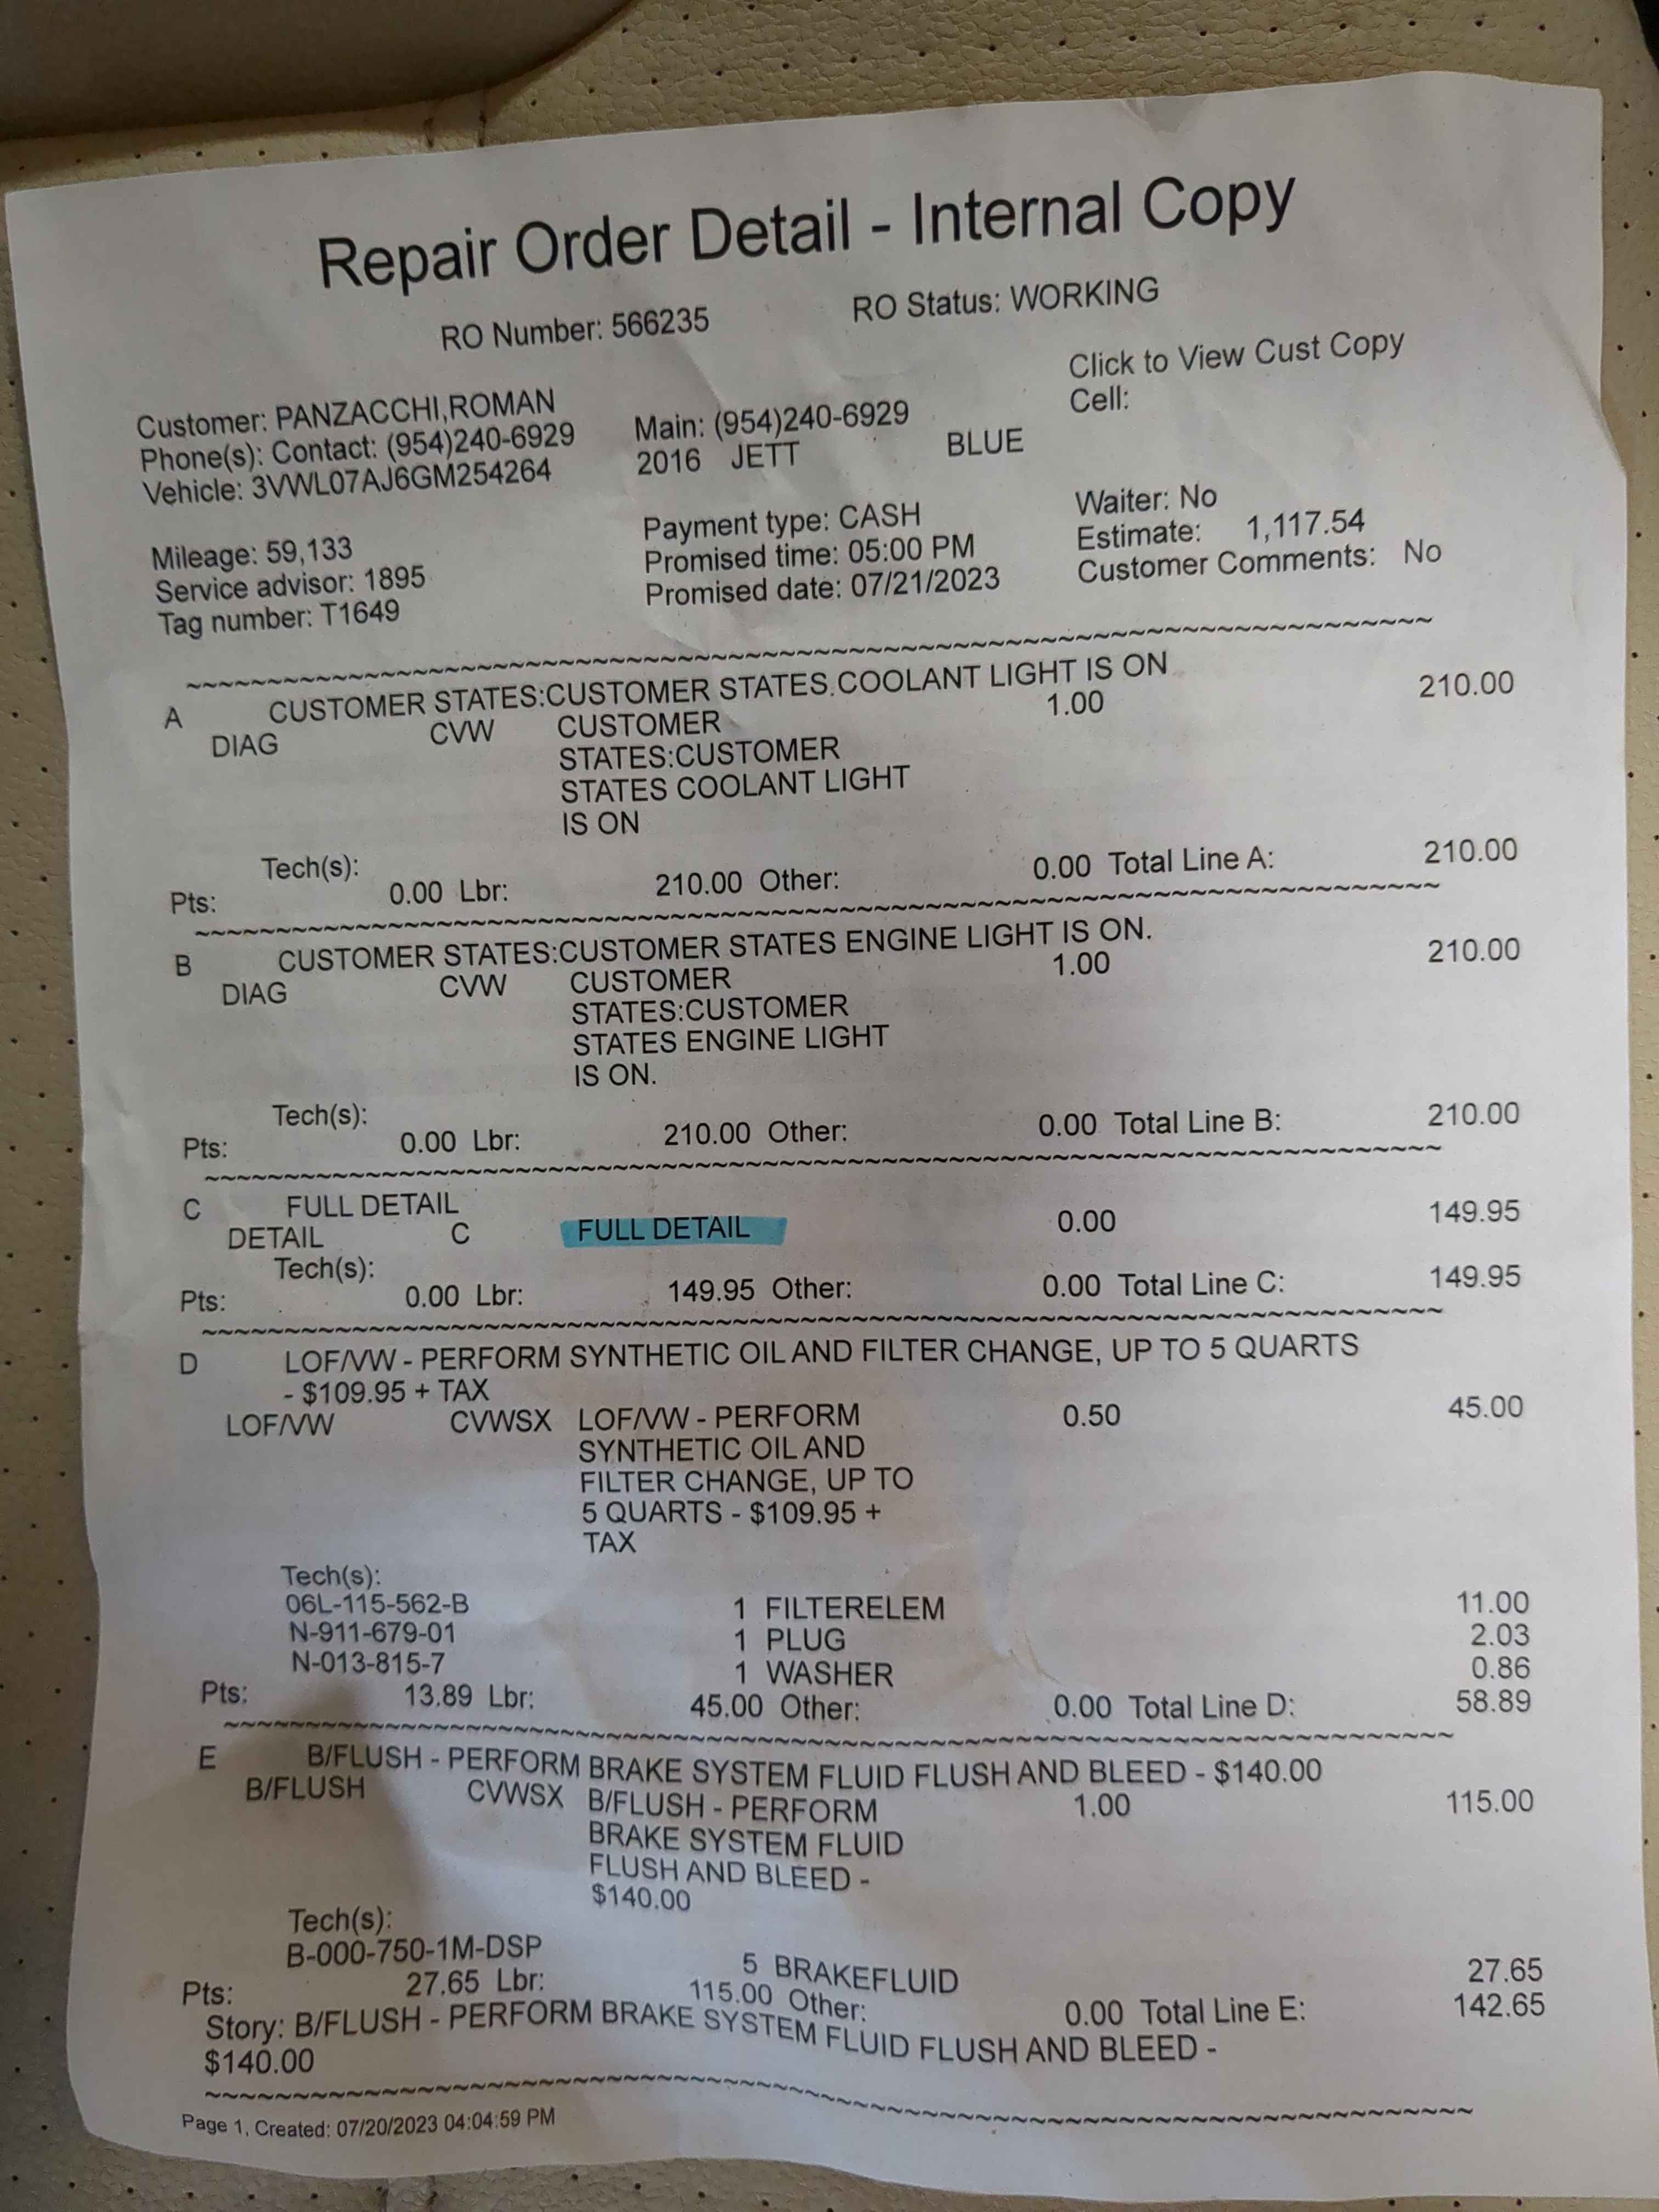 Repair Order Detail - Internal Copy
RO Number: 566235 RO Status: WORKING
Click to View Cust Copy
Customer: PANZACCHI,ROMAN Cell:
Phone(s): Contact: (954)240-6929 Main: (954)240-6929
Vehicle: 3VWL07AJ6GM254264 2016 JETT BLUE
Mileage: 59,133 Payment type: CASH Waiter: No
Service advisor: 1895 Promised time: 05:00 PM Estimate: 1,117.54
Tag number: T1649 Promised date: 07/21/2023 Customer Comments: No
~~~~~~~~~~~~~~~~~~~~~~~~~~~~~~~~~~~~~~~~
A CUSTOMER STATES:CUSTOMER STATES.COOLANT LIGHT IS ON
DIAG CVW CUSTOMER 1.00 210.00
STATES:CUSTOMER
STATES COOLANT LIGHT
IS ON
Tech(s):
Pts: 0.00 Lbr: 210.00 Other: 0.00 Total Line A: 210.00
~~~~~~~~~~~~~~~~~~~~~~~~~~~~~~~~~~~~~~~~
B CUSTOMER STATES:CUSTOMER STATES ENGINE LIGHT IS ON.
DIAG CVW CUSTOMER 1.00 210.00
STATES:CUSTOMER
STATES ENGINE LIGHT
IS ON.
Tech(s):
Pts: 0.00 Lbr: 210.00 Other: 0.00 Total Line B: 210.00
~~~~~~~~~~~~~~~~~~~~~~~~~~~~~~~~~~~~~~~~
C FULL DETAIL
DETAIL C FULL DETAIL 0.00 149.95
Tech(s):
Pts: 0.00 Lbr: 149.95 Other: 0.00 Total Line C: 149.95
~~~~~~~~~~~~~~~~~~~~~~~~~~~~~~~~~~~~~~~~
D LOF/VW - PERFORM SYNTHETIC OIL AND FILTER CHANGE, UP TO 5 QUARTS
- $109.95 + TAX
LOF/VW CVWSX LOF/VW - PERFORM 0.50 45.00
SYNTHETIC OIL AND
FILTER CHANGE, UP TO
5 QUARTS - $109.95 +
TAX
Tech(s):
06L-115-562-B 1 FILTERELEM 11.00
N-911-679-01 1 PLUG 2.03
N-013-815-7 1 WASHER 0.86
Pts: 13.89 Lbr: 45.00 Other: 0.00 Total Line D: 58.89
~~~~~~~~~~~~~~~~~~~~~~~~~~~~~~~~~~~~~~~~
E B/FLUSH - PERFORM BRAKE SYSTEM FLUID FLUSH AND BLEED - $140.00
B/FLUSH CVWSX B/FLUSH - PERFORM 1.00 115.00
BRAKE SYSTEM FLUID
FLUSH AND BLEED -
$140.00
Tech(s):
B-000-750-1M-DSP 5 BRAKEFLUID 27.65
Pts: 27.65 Lbr: 115.00 Other: 0.00 Total Line E: 142.65
Story: B/FLUSH - PERFORM BRAKE SYSTEM FLUID FLUSH AND BLEED -
$140.00
~~~~~~~~~~~~~~~~~~~~~~~~~~~~~~~~~~~~~~~~
Page 1, Created: 07/20/2023 04:04:59 PM